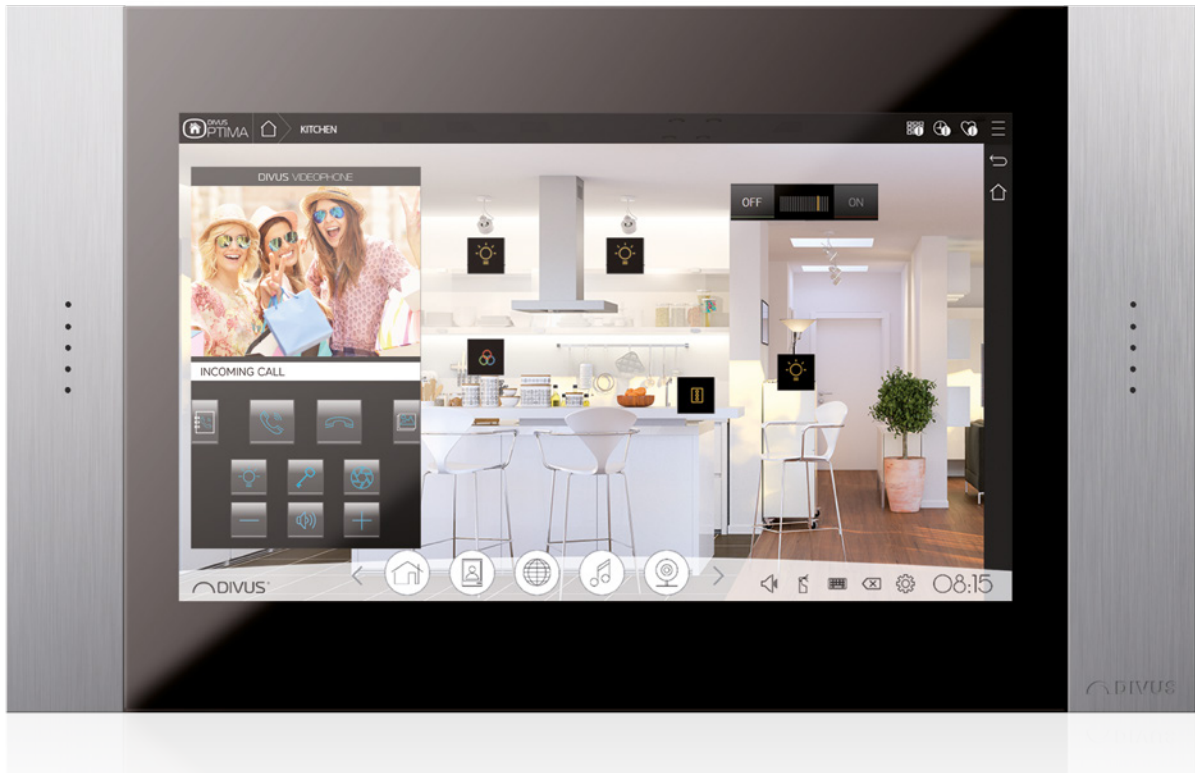 DIVUS
OPTIMA
KITCHEN
DIVUS VIDEOPHONE
OFF
ON
INCOMING CALL
DIVUS
08:15
DIVUS